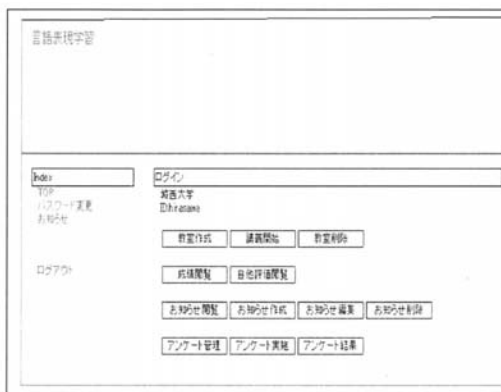 言語表現学習
Index
TOP
パスワード変更
お知らせ
ログアウト
ログイン
城西大学
教室作成 講義開始 教室削除
成績閲覧 自他評価閲覧
お知らせ閲覧 お知らせ作成 お知らせ編集 お知らせ削除
アンケート管理 アンケート実施 アンケート結果